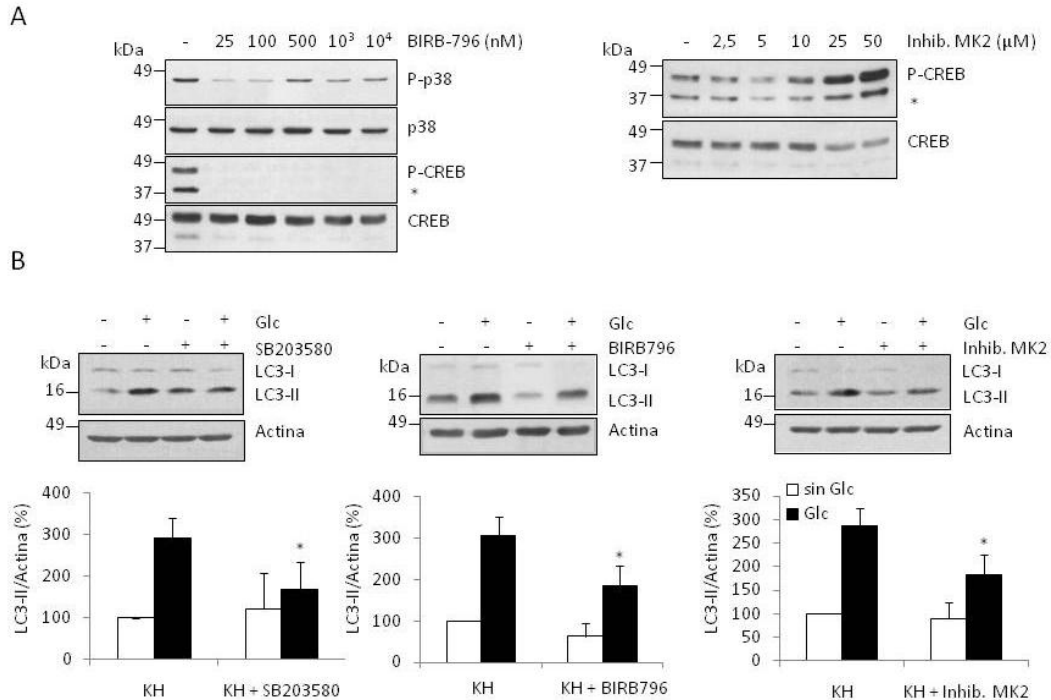 A
kDa
- 25 100 500 10³ 10⁴ BIRB-796 (nM)
49
P-p38
49
p38
49
P-CREB
37
*
49
CREB
37
kDa
- 2,5 5 10 25 50 Inhib. MK2 (µM)
49
P-CREB
37
*
49
CREB
37
B
- + - + Glc
- - + + SB203580
kDa
LC3-I
16
LC3-II
49
Actina
LC3-II/Actina (%)
400
300
200
100
0
*
KH
KH + SB203580
- + - + Glc
- - + + BIRB796
kDa
LC3-I
16
LC3-II
49
Actina
LC3-II/Actina (%)
400
300
200
100
0
*
KH
KH + BIRB796
- + - + Glc
- - + + Inhib. MK2
kDa
LC3-I
16
LC3-II
49
Actina
LC3-II/Actina (%)
350
300
250
200
150
100
50
0
sin Glc
Glc
*
KH
KH + Inhib. MK2